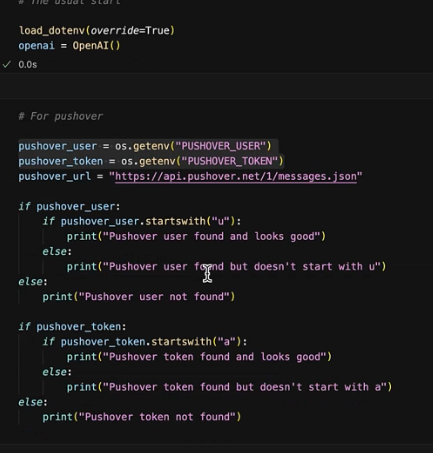 # The usual start
load_dotenv(override=True)
openai = OpenAI()
0.0s
# For pushover
pushover_user = os.getenv("PUSHOVER_USER")
pushover_token = os.getenv("PUSHOVER_TOKEN")
pushover_url = "https://api.pushover.net/1/messages.json"
if pushover_user:
    if pushover_user.startswith("u"):
        print("Pushover user found and looks good")
    else:
        print("Pushover user found but doesn't start with u")
else:
    print("Pushover user not found")
if pushover_token:
    if pushover_token.startswith("a"):
        print("Pushover token found and looks good")
    else:
        print("Pushover token found but doesn't start with a")
else:
    print("Pushover token not found")